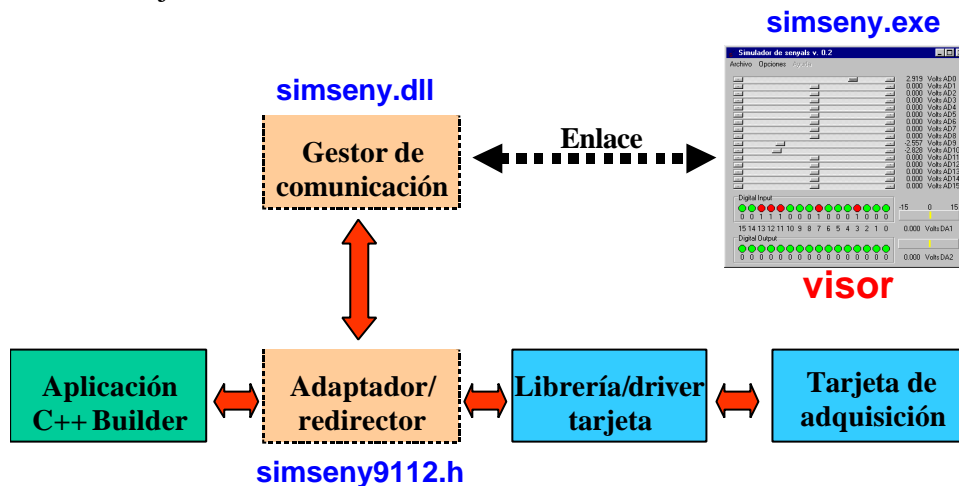 simseny.exe
Simulador de senyals v. 0.2
Archivo Opciones Ayuda
2.919 Volts AD0
0.000 Volts AD1
0.000 Volts AD2
0.000 Volts AD3
0.000 Volts AD4
0.000 Volts AD5
0.000 Volts AD6
0.000 Volts AD7
0.000 Volts AD8
-2.557 Volts AD9
-2.828 Volts AD10
0.000 Volts AD11
0.000 Volts AD12
0.000 Volts AD13
0.000 Volts AD14
0.000 Volts AD15
Digital Input
0 0 1 1 1 0 0 0 1 0 0 1 0 0 0
15 14 13 12 11 10 9 8 7 6 5 4 3 2 1 0
-15 0 15
0.000 Volts DA1
Digital Output
0 0 0 0 0 0 0 0 0 0 0 0 0 0 0 0
0.000 Volts DA2
visor
simseny.dll
Gestor de
comunicación
Enlace
Aplicación
C++ Builder
Adaptador/
redirector
Librería/driver
tarjeta
Tarjeta de
adquisición
simseny9112.h